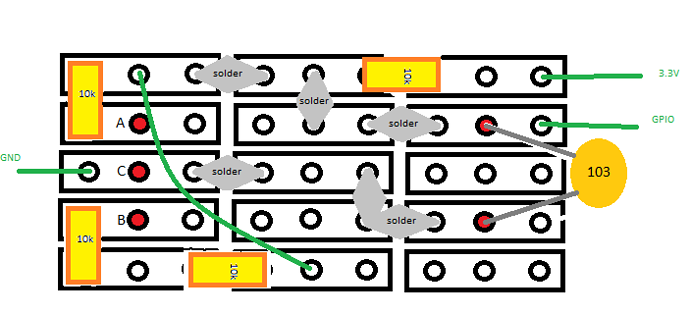 solder
10k
3.3V
10k
solder
A
solder
GPIO
GND
C
solder
103
B
solder
10k
10k